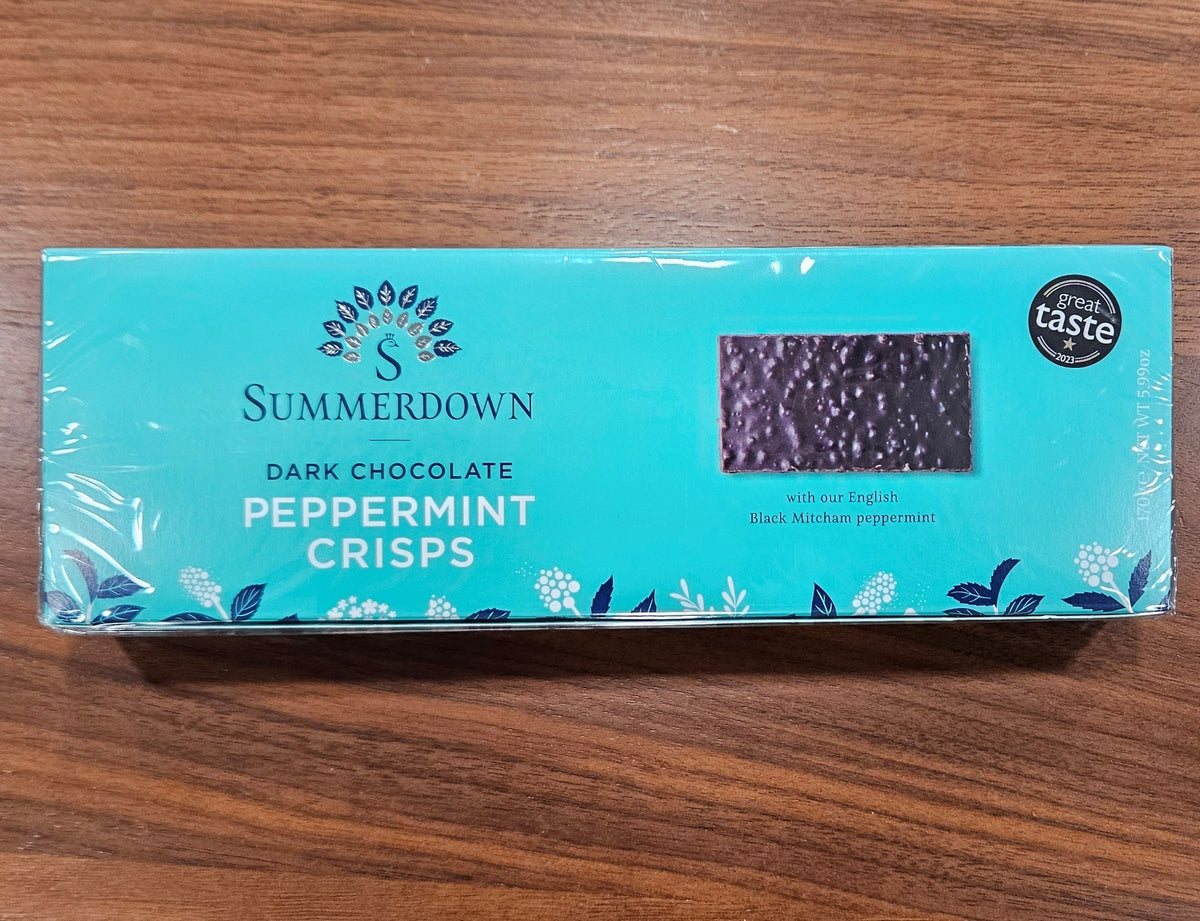 S
SUMMERDOWN
DARK CHOCOLATE
PEPPERMINT
CRISPS
with our English
Black Mitcham peppermint
great
taste
2023
170g e NET WT 5.99oz